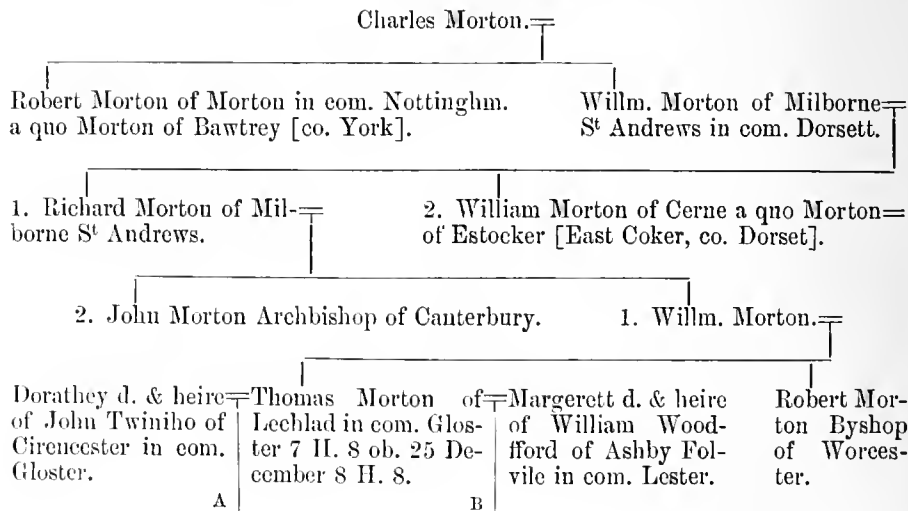 Charles Morton.
Robert Morton of Morton in com. Nottinghm.
a quo Morton of Bawtrey [co. York].
Willm. Morton of Milborne
St Andrews in com. Dorsett.
1. Richard Morton of Mil-
borne St Andrews.
2. William Morton of Cerne a quo Morton
of Estocker [East Coker, co. Dorset].
2. John Morton Archbishop of Canterbury.
1. Willm. Morton.
Dorathey d. & heire
of John Twiniho of
Cirencester in com.
Gloster.
A
Thomas Morton of
Lechlad in com. Glos-
ter 7 H. 8 ob. 25 De-
cember 8 H. 8.
B
Margerett d. & heire
of William Wood-
fford of Ashby Fol-
vile in com. Lester.
Robert Mor-
ton Byshop
of Worces-
ter.